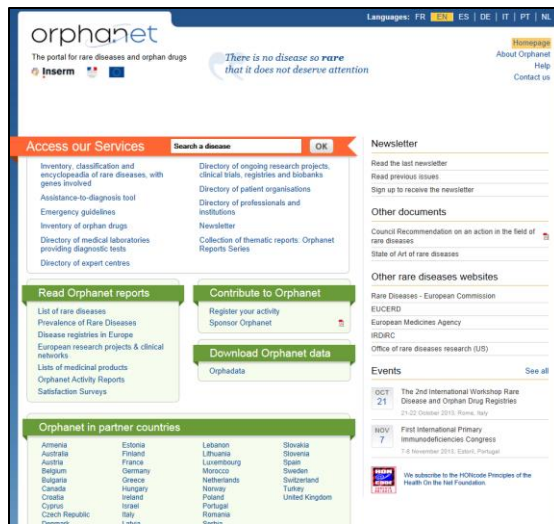 Languages: FR | EN | ES | DE | IT | PT | NL
orphanet
The portal for rare diseases and orphan drugs
Inserm
There is no disease so rare
that it does not deserve attention
Homepage
About Orphanet
Help
Contact us
Access our Services
Search a disease
OK
Inventory, classification and
encyclopaedia of rare diseases, with
genes involved
Assistance-to-diagnosis tool
Emergency guidelines
Inventory of orphan drugs
Directory of medical laboratories
providing diagnostic tests
Directory of expert centres
Directory of ongoing research projects,
clinical trials, registries and biobanks
Directory of patient organisations
Directory of professionals and
institutions
Newsletter
Collection of thematic reports: Orphanet
Reports Series
Read Orphanet reports
List of rare diseases
Prevalence of Rare Diseases
Disease registries in Europe
European research projects & clinical
networks
Lists of medicinal products
Orphanet Activity Reports
Satisfaction Surveys
Contribute to Orphanet
Register your activity
Sponsor Orphanet
Download Orphanet data
Orphadata
Orphanet in partner countries
Armenia
Australia
Austria
Belgium
Bulgaria
Canada
Croatia
Cyprus
Czech Republic
Denmark
Estonia
Finland
France
Germany
Greece
Hungary
Ireland
Israel
Italy
Latvia
Lebanon
Lithuania
Luxembourg
Morocco
Netherlands
Norway
Poland
Portugal
Romania
Serbia
Slovakia
Slovenia
Spain
Sweden
Switzerland
Turkey
United Kingdom
Newsletter
Read the last newsletter
Read previous issues
Sign up to receive the newsletter
Other documents
Council Recommendation on an action in the field of
rare diseases
State of Art of rare diseases
Other rare diseases websites
Rare Diseases - European Commission
EUCERD
European Medicines Agency
IRDiRC
Office of rare diseases research (US)
Events
See all
OCT
21
The 2nd International Workshop Rare
Disease and Orphan Drug Registries
21-22 October 2013, Rome, Italy
NOV
7
First International Primary
Immunodeficiencies Congress
7-8 November 2013, Estoril, Portugal
HON
CODE
We subscribe to the HONcode Principles of the
Health On the Net Foundation.